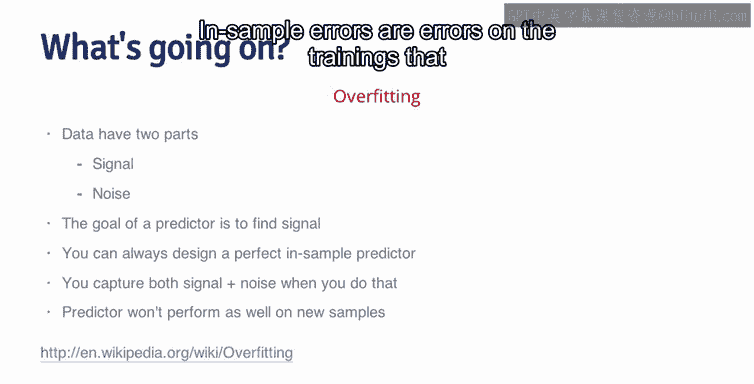 In-sample errors are errors on the
trainings that
What's going on?
Overfitting
· Data have two parts
- Signal
- Noise
· The goal of a predictor is to find signal
· You can always design a perfect in-sample predictor
· You capture both signal + noise when you do that
· Predictor won't perform as well on new samples
http://en.wikipedia.org/wiki/Overfitting